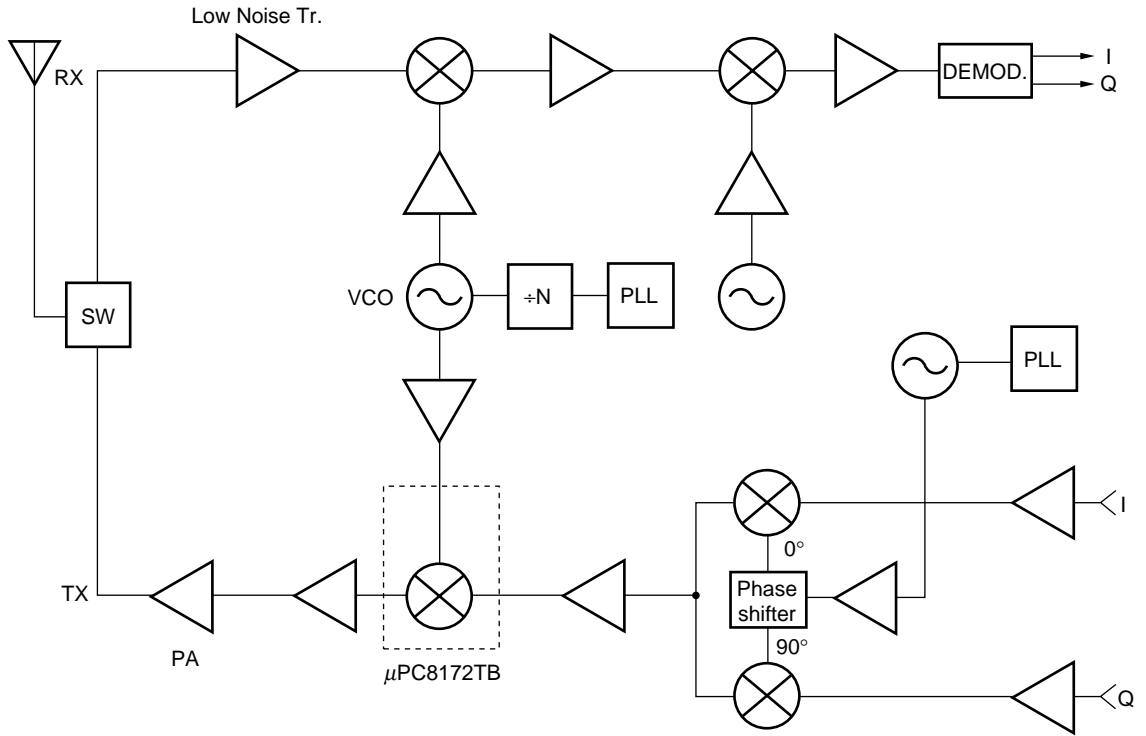 Low Noise Tr.
RX
DEMOD.
I
Q
SW
VCO
÷N
PLL
PLL
I
0°
Phase
shifter
90°
TX
PA
μPC8172TB
Q